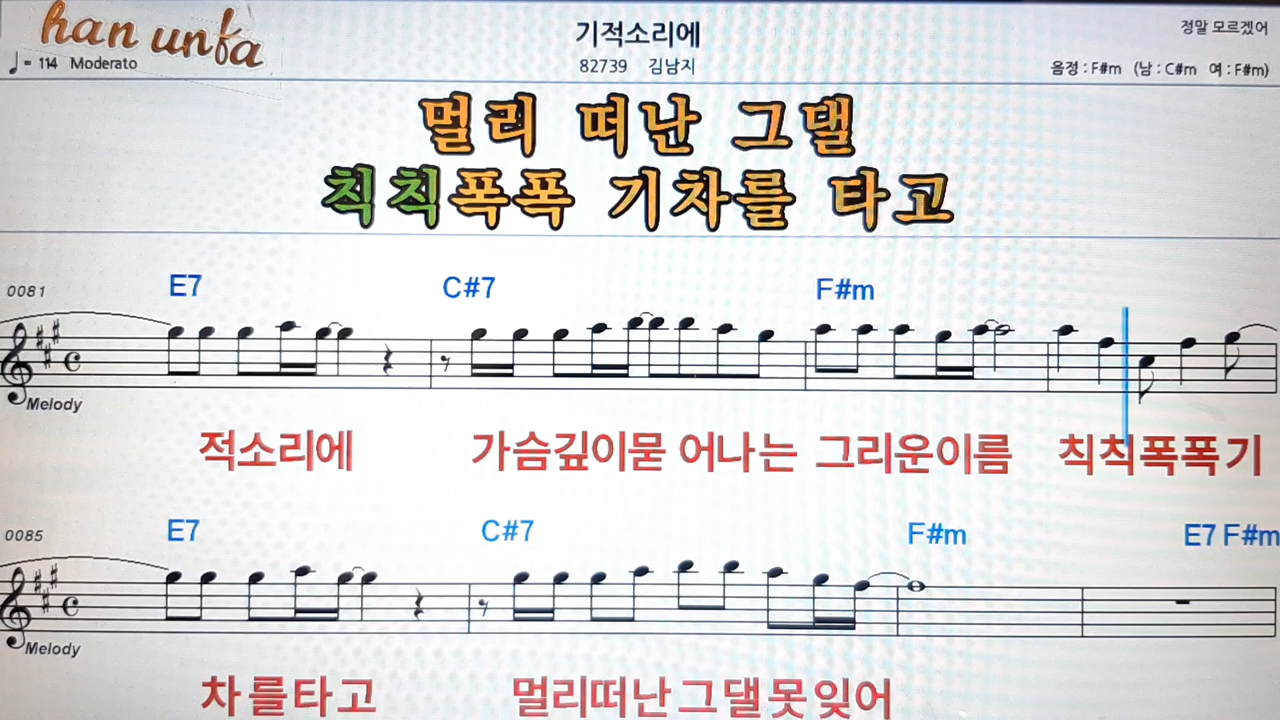 han unfa
기적소리에
정말 모르겠어
♩= 114 Moderato
82739 김남지
음정 : F#m (남 : C#m 여 : F#m)
멀리 떠난 그댈
칙칙폭폭 기차를 타고
E7 C#7 F#m
0081
Melody
적소리에 가슴깊이묻 어나는 그리운이름 칙칙폭폭기
E7 C#7 F#m E7 F#m
0085
Melody
차를타고 멀리떠난그댈못잊어